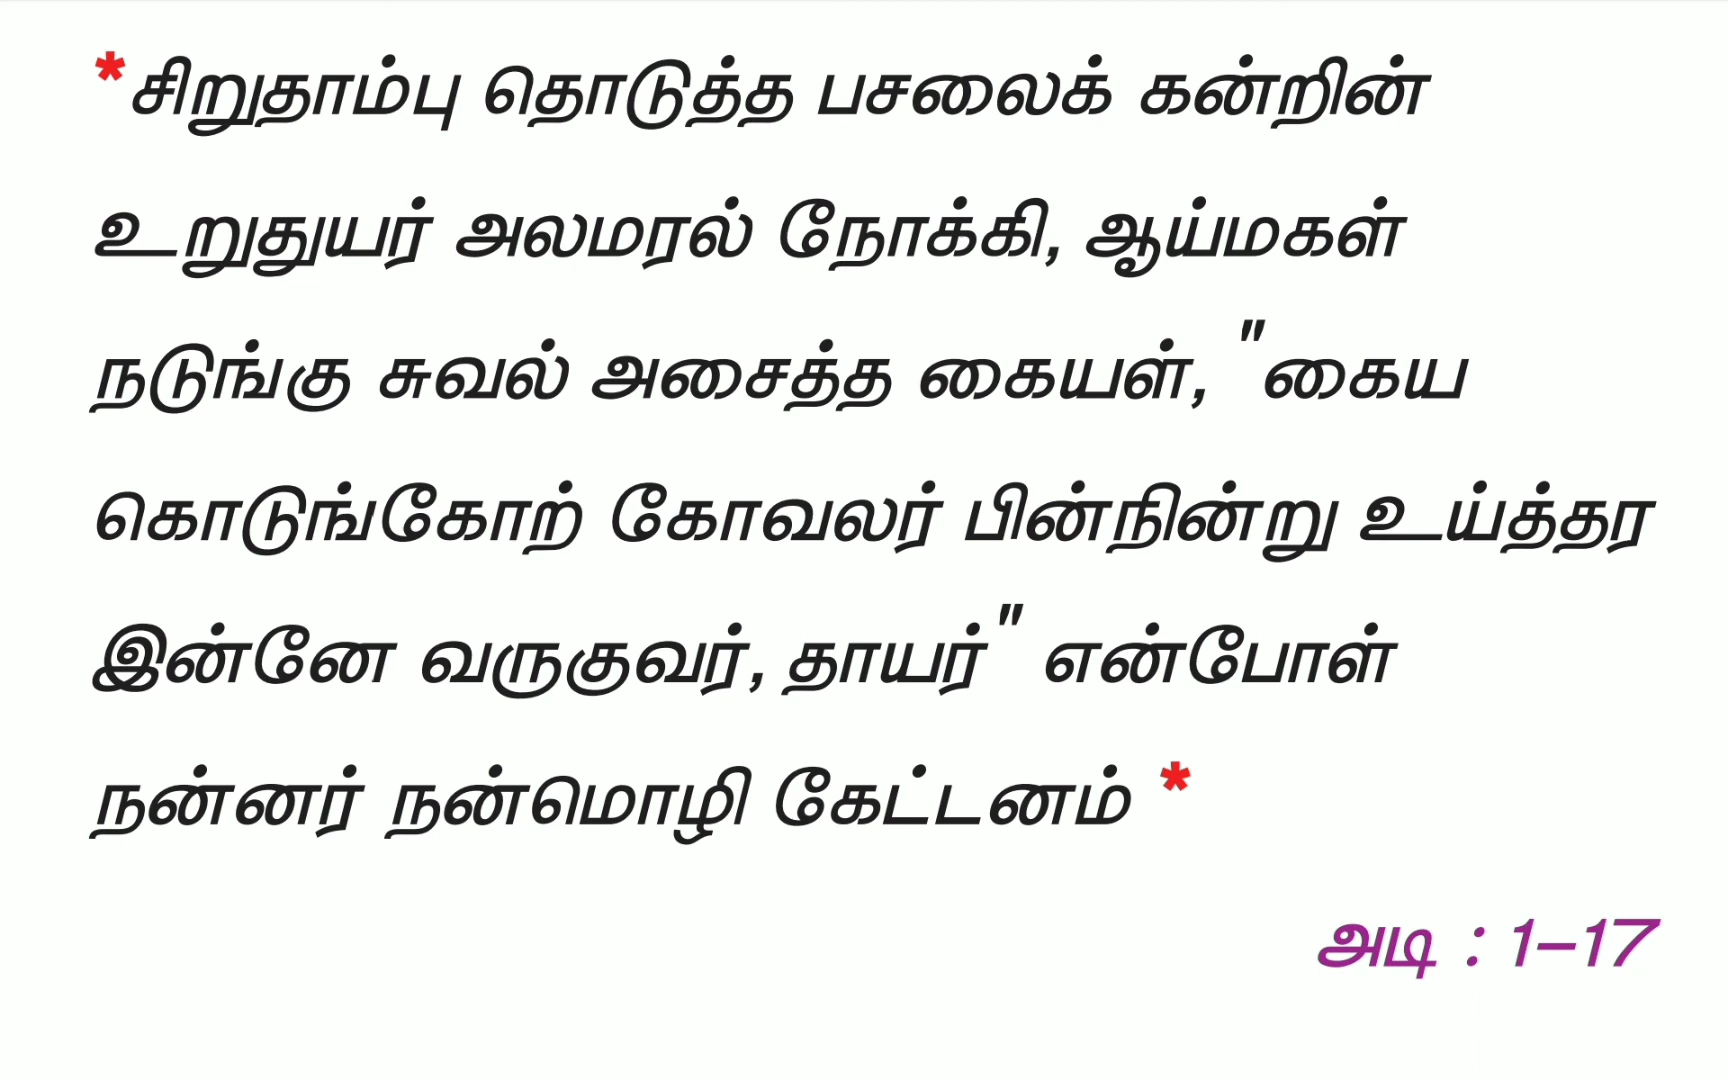 *சிறுதாம்பு தொடுத்த பசலைக் கன்றின்
உறுதுயர் அலமரல் நோக்கி, ஆய்மகள்
நடுங்கு சுவல் அசைத்த கையள், "கைய
கொடுங்கோற் கோவலர் பின்நின்று உய்த்தர
இன்னே வருகுவர், தாயர்" என்போள்
நன்னர் நன்மொழி கேட்டனம் *
அடி : 1–17